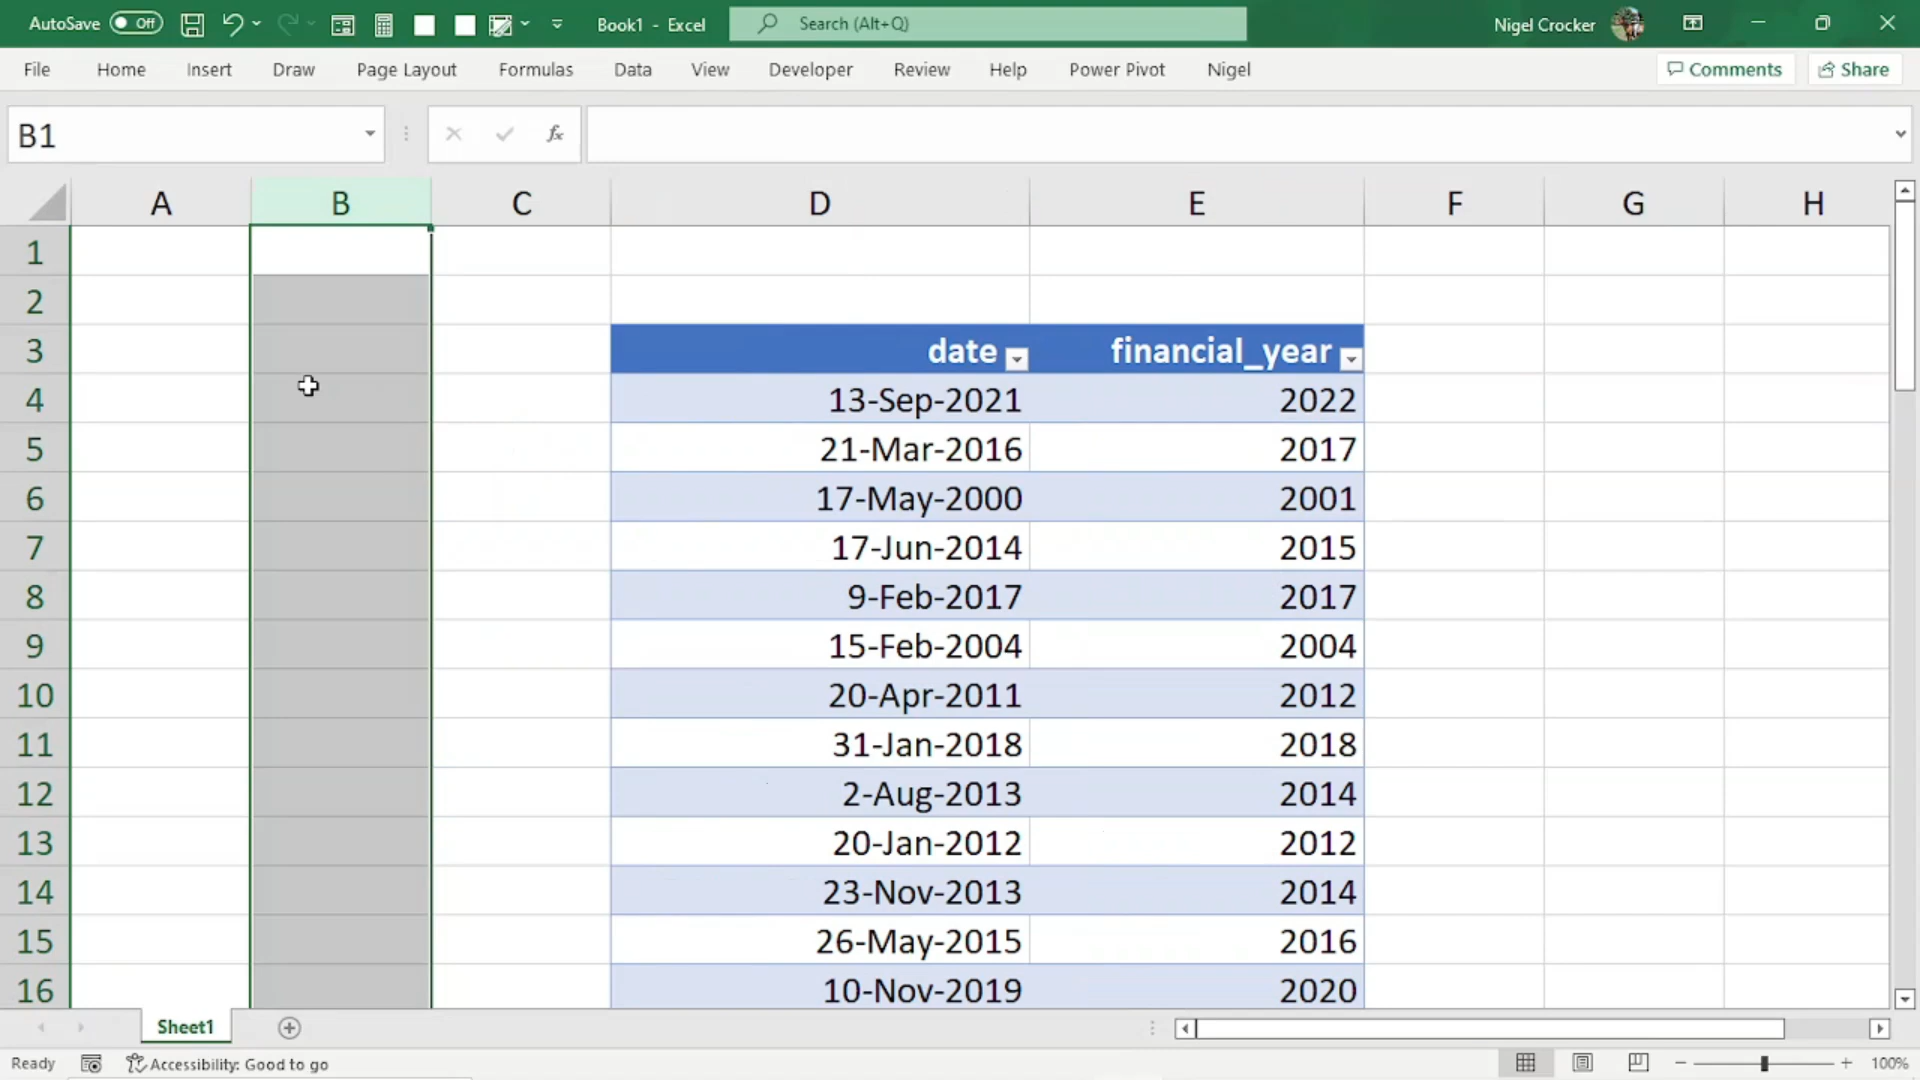 AutoSave Off Book1 - Excel Search (Alt+Q) Nigel Crocker
File Home Insert Draw Page Layout Formulas Data View Developer Review Help Power Pivot Nigel Comments Share
B1 fx
A B C D E F G H
1
2
3 date financial_year
4 13-Sep-2021 2022
5 21-Mar-2016 2017
6 17-May-2000 2001
7 17-Jun-2014 2015
8 9-Feb-2017 2017
9 15-Feb-2004 2004
10 20-Apr-2011 2012
11 31-Jan-2018 2018
12 2-Aug-2013 2014
13 20-Jan-2012 2012
14 23-Nov-2013 2014
15 26-May-2015 2016
16 10-Nov-2019 2020
Sheet1
Ready Accessibility: Good to go 100%